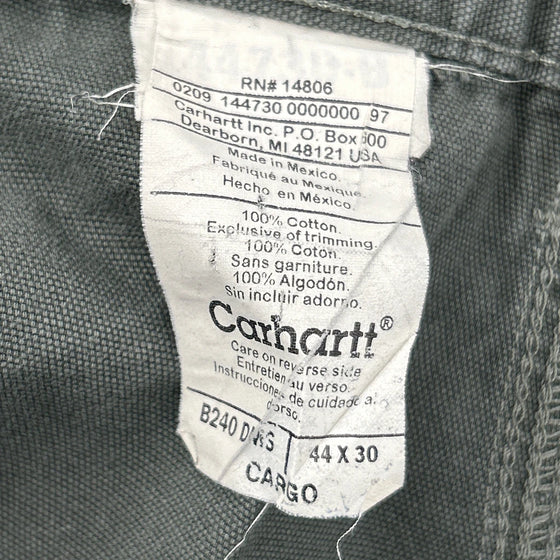 RN# 14806
0209 144730 0000000 97
Carhartt Inc. P.O. Box 600
Dearborn, MI 48121 USA
Made in Mexico.
Fabriqué au Mexique.
Hecho en México.
100% Cotton.
Exclusive of trimming.
100% Coton.
Sans garniture.
100% Algodón.
Sin incluir adorno.
Carhartt®
Care on reverse side
Entretien au verso
Instrucciones de cuidado al
dorso.
B240 44 X 30
CARGO